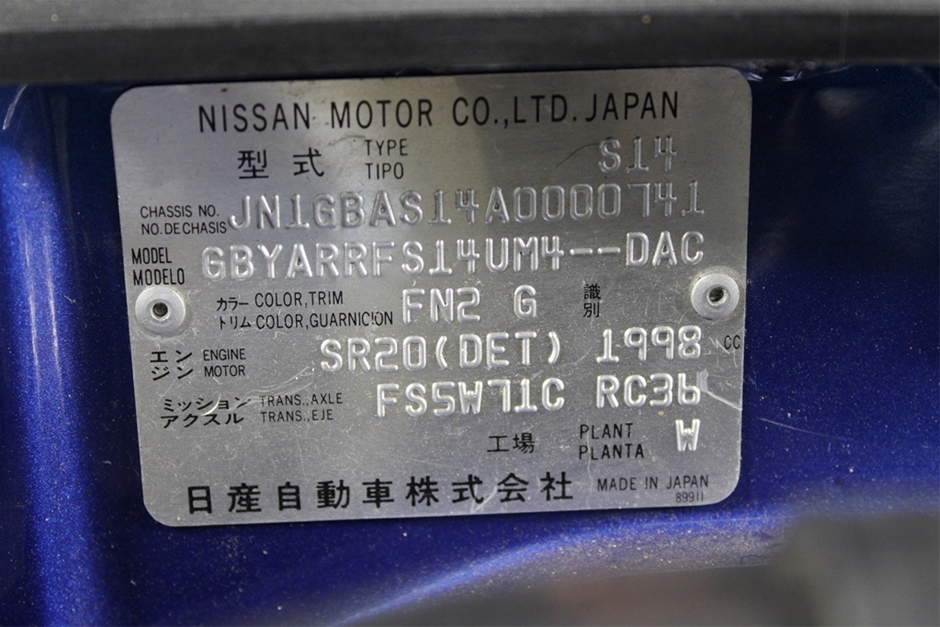 NISSAN MOTOR CO.,LTD. JAPAN
型式 TYPE TIPO S14
CHASSIS NO. NO. DE CHASIS JN1GBAS14A0000741
MODEL MODELO GBYARRFS14UM4--DAC
カラー COLOR,TRIM トリム COLOR,GUARNICION FN2 G 識別
エンジン ENGINE MOTOR SR20(DET) 1998 CC
ミッション TRANS.,AXLE アクスル TRANS.,EJE FS5W71C RC36
工場 PLANT PLANTA W
日産自動車株式会社 MADE IN JAPAN
89911